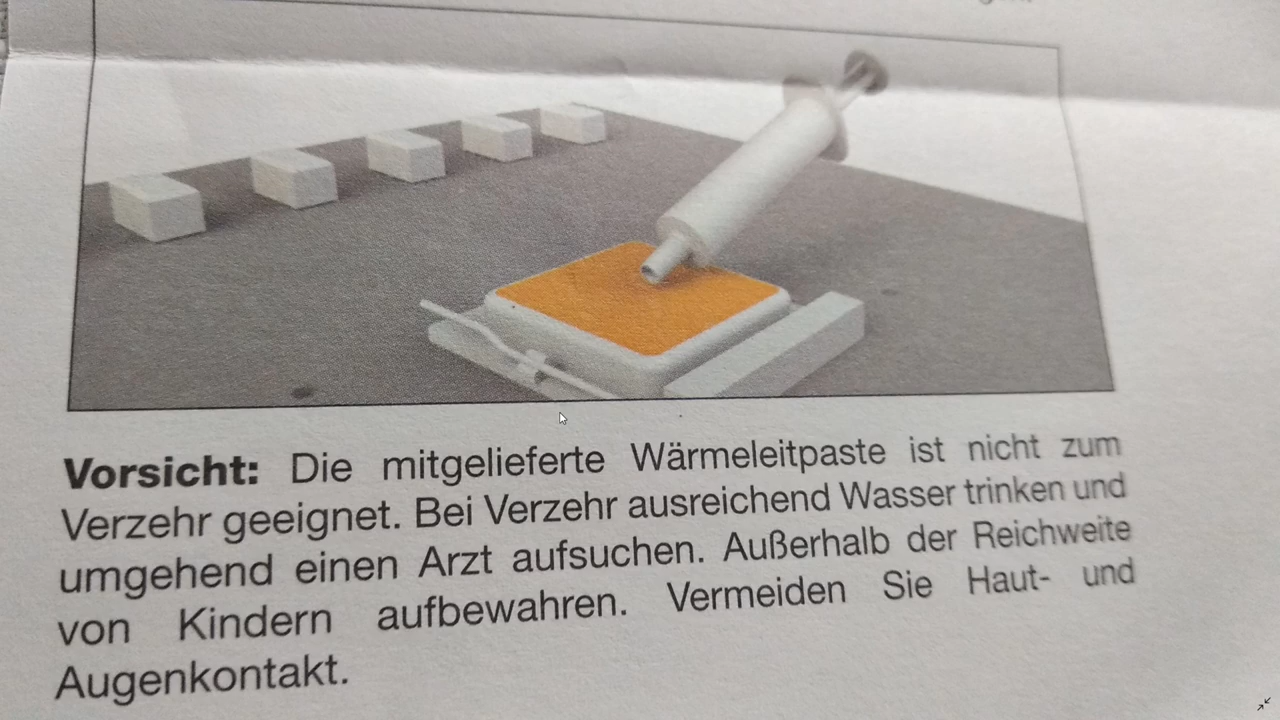 Vorsicht: Die mitgelieferte Wärmeleitpaste ist nicht zum
Verzehr geeignet. Bei Verzehr ausreichend Wasser trinken und
umgehend einen Arzt aufsuchen. Außerhalb der Reichweite
von Kindern aufbewahren. Vermeiden Sie Haut- und
Augenkontakt.